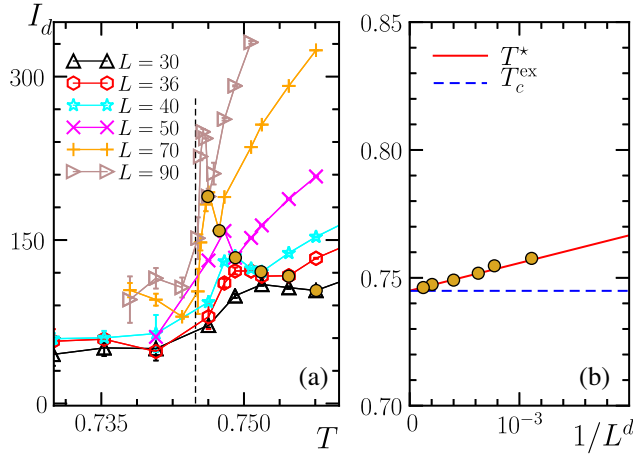 I_d
300
150
0
L = 30
L = 36
L = 40
L = 50
L = 70
L = 90
(a)
0.735
0.750
T
0.85
0.80
0.75
0.70
T^⋆
T_c^ex
(b)
0
10^−3
1/L^d